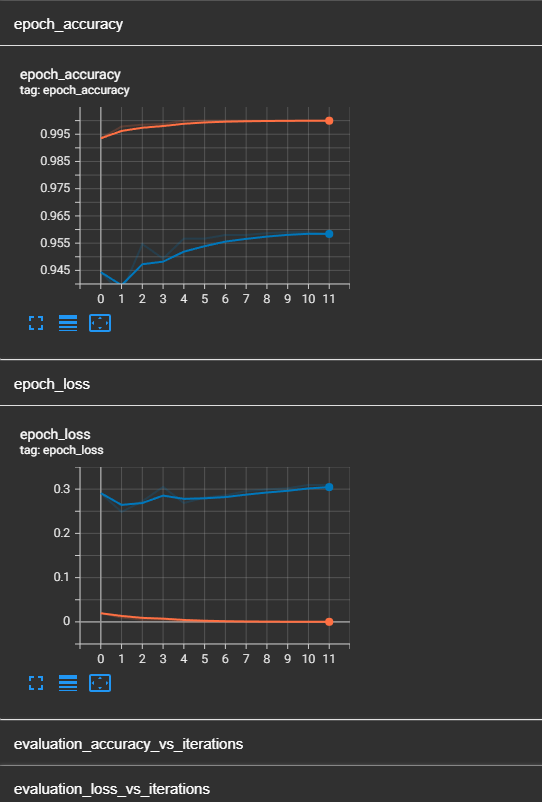 epoch_accuracy
epoch_accuracy
tag: epoch_accuracy
0.995
0.985
0.975
0.965
0.955
0.945
0 1 2 3 4 5 6 7 8 9 10 11
epoch_loss
epoch_loss
tag: epoch_loss
0.3
0.2
0.1
0
0 1 2 3 4 5 6 7 8 9 10 11
evaluation_accuracy_vs_iterations
evaluation_loss_vs_iterations